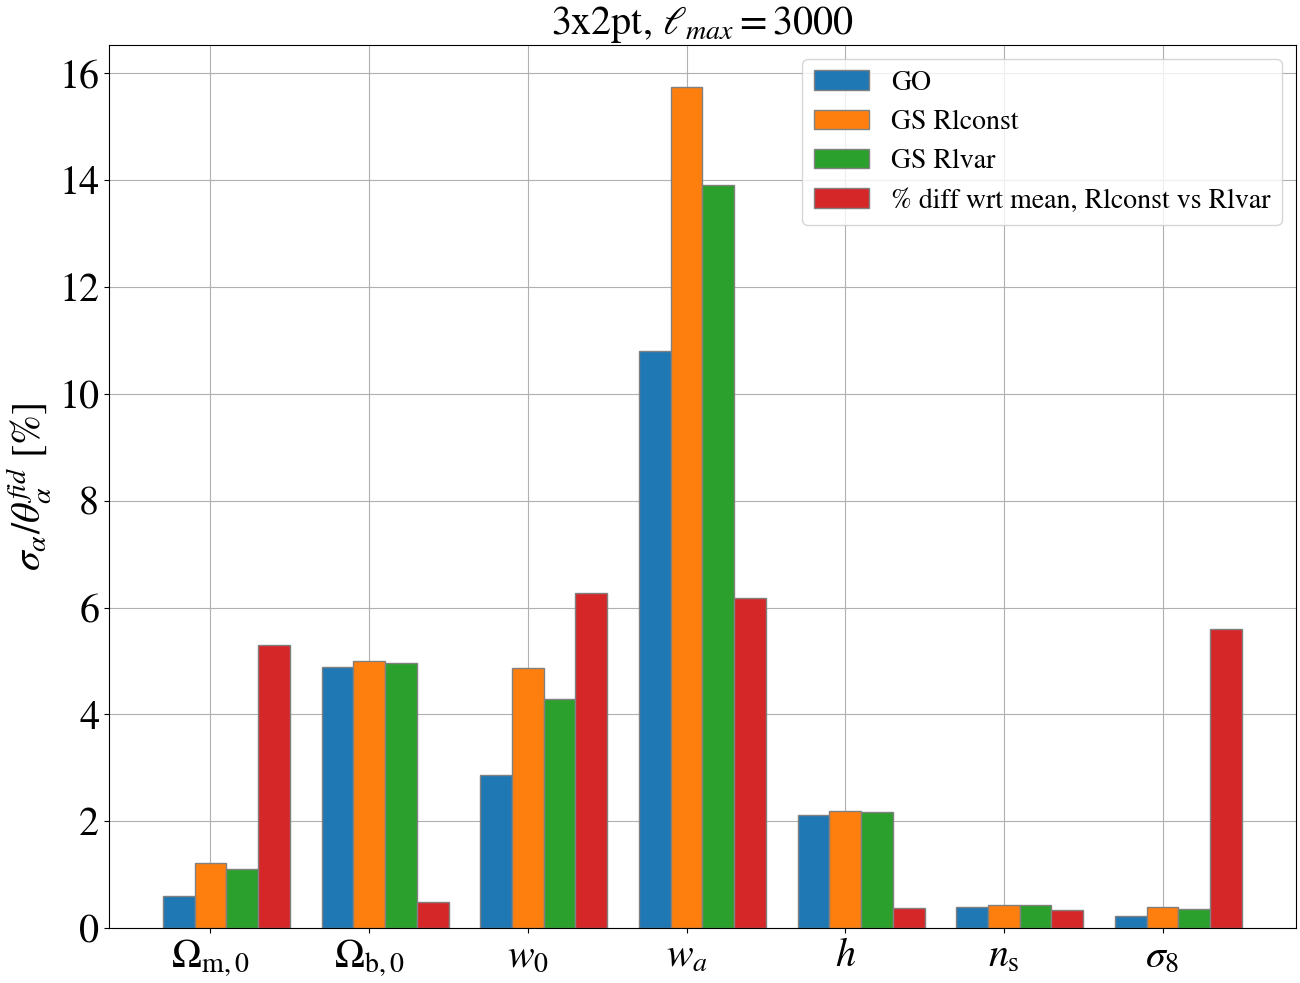 3x2pt, ℓ_max = 3000
GO
GS Rlconst
GS Rlvar
% diff wrt mean, Rlconst vs Rlvar
σ_α/θ_α^fid [%]
16
14
12
10
8
6
4
2
0
Ω_m,0 Ω_b,0 w_0 w_a h n_s σ_8